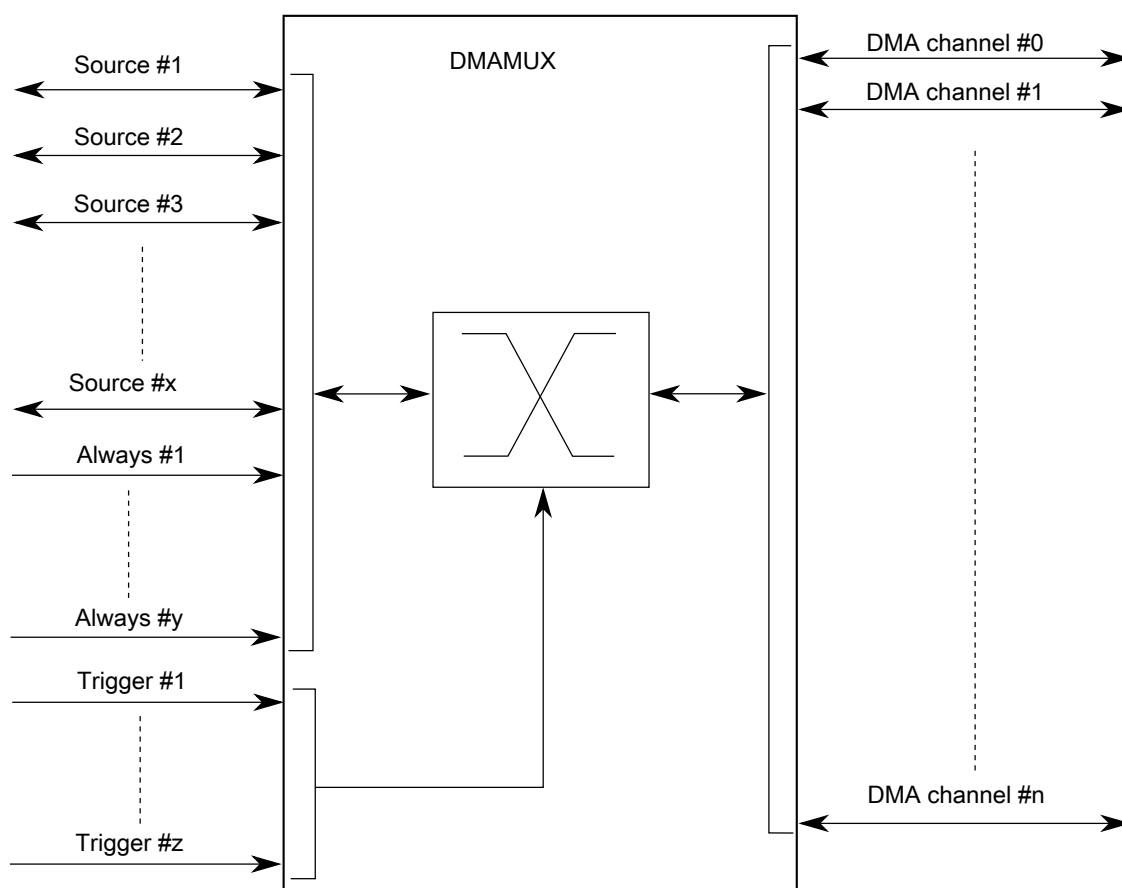 DMAMUX
Source #1
Source #2
Source #3
Source #x
Always #1
Always #y
Trigger #1
Trigger #z
DMA channel #0
DMA channel #1
DMA channel #n